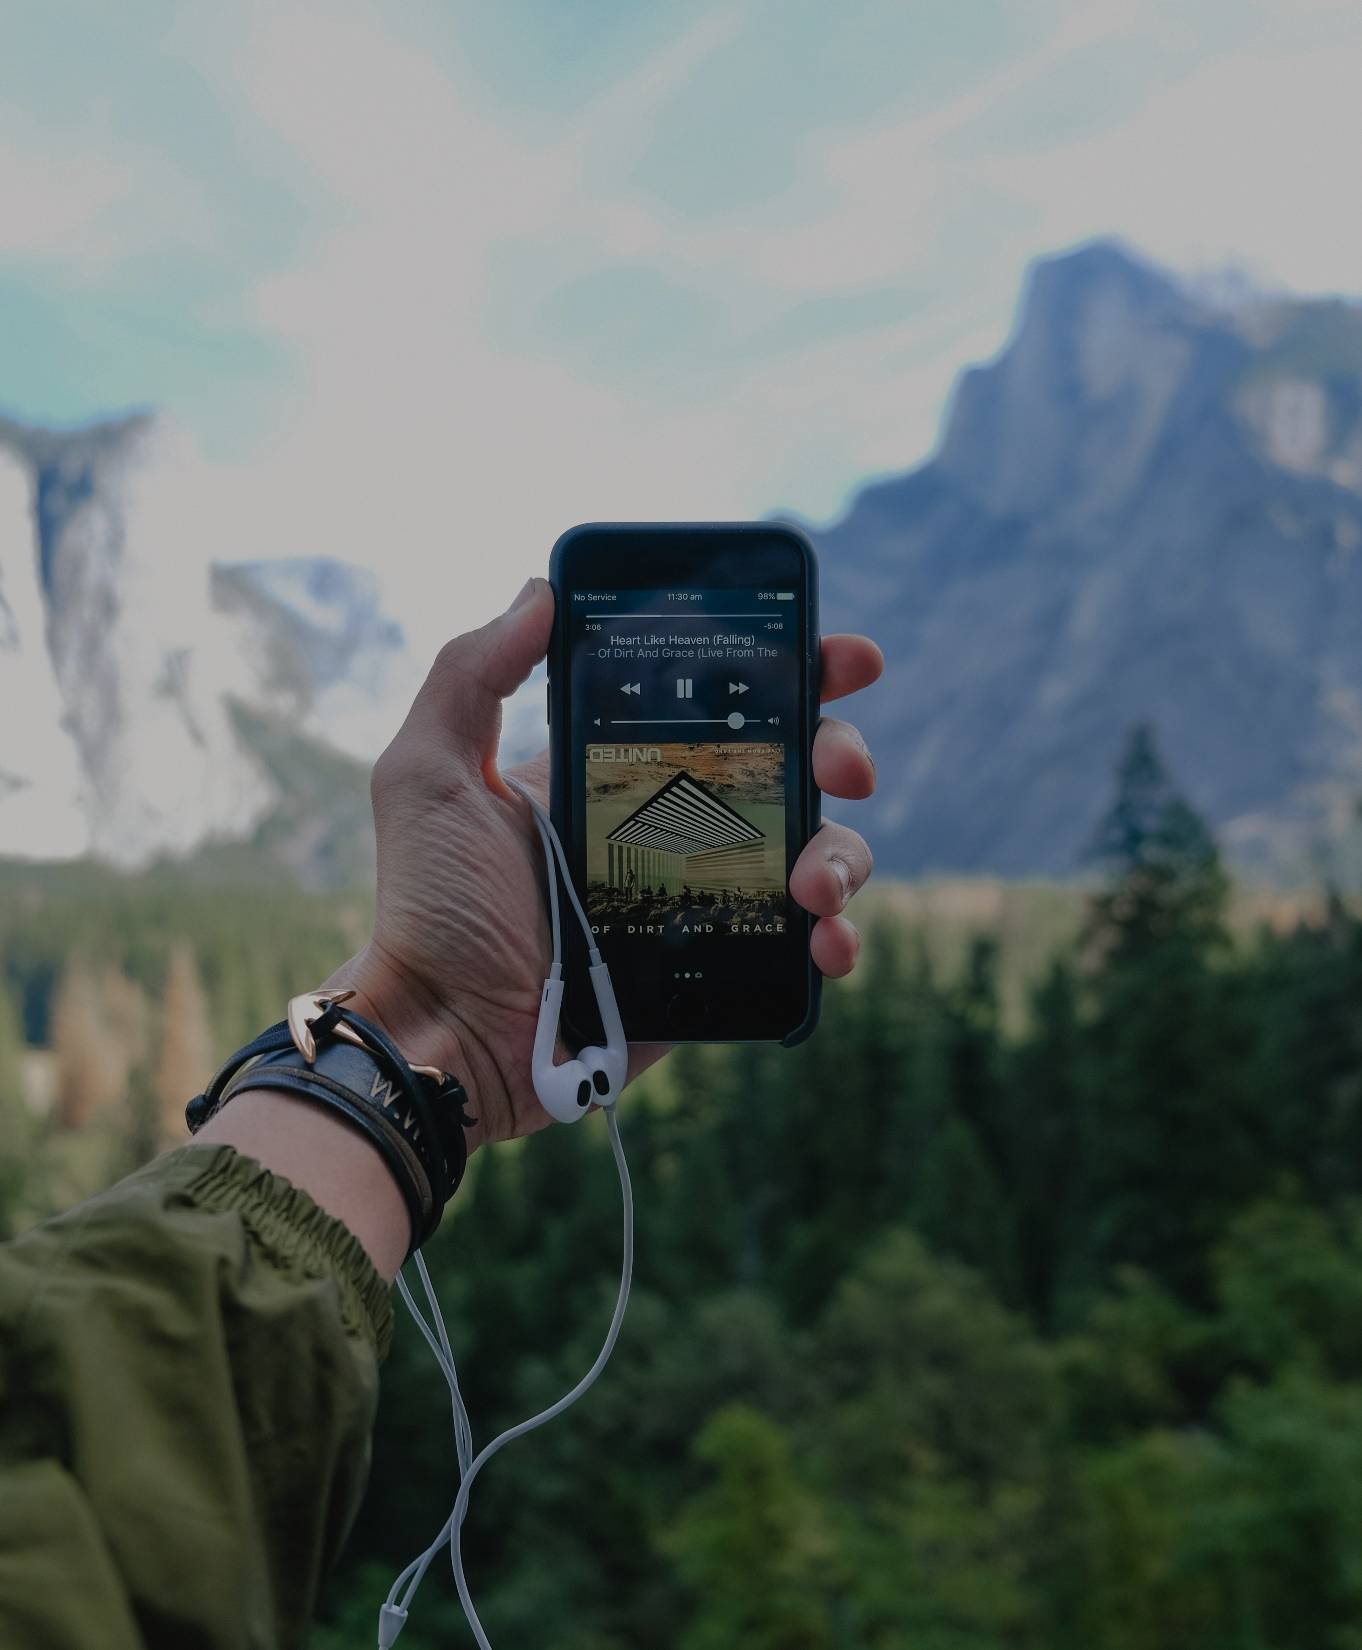 No Service 11:30 am 98%
3:06 -5:08
Heart Like Heaven (Falling)
— Of Dirt And Grace (Live From The
UNITED
OF DIRT AND GRACE